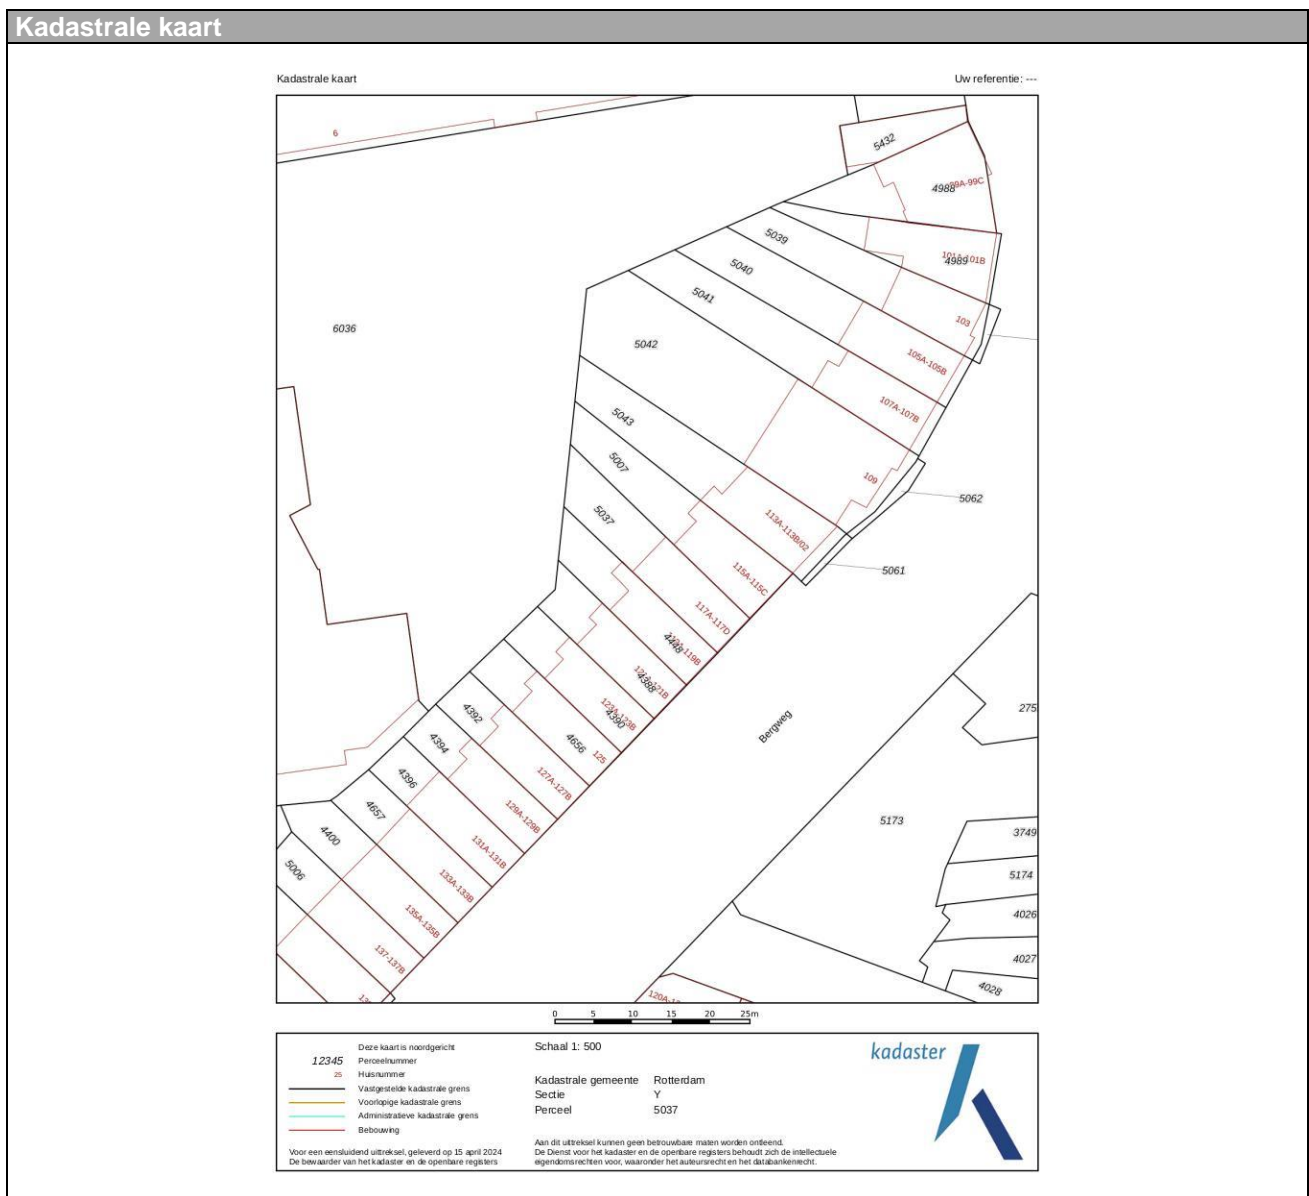 Kadastrale kaart
Kadastrale kaart
Uw referentie: ---
6
5432
4988
99A-99C
5039
101A-101B
4989
5040
5041
103
6036
5042
105A-105B
107A-107B
5043
5007
109
5062
5037
113A-113B/02
5061
115A-115C
117A-117D
4448
4388
123A-123B
4390
275
4392
Bergweg
4394
4656
125
4396
127A-127B
4657
129A-129B
5173
4400
3749
131A-131B
5006
5174
133A-133B
135A-135B
4026
137-137B
4027
4028
0 5 10 15 20 25m
Deze kaart is noordgericht
12345 Perceelnummer
25 Huisnummer
Vastgestelde kadastrale grens
Voorlopige kadastrale grens
Administratieve kadastrale grens
Bebouwing
Voor een eensluidend uittreksel, geleverd op 15 april 2024
De bewaarder van het kadaster en de openbare registers
Schaal 1: 500
Kadastrale gemeente Rotterdam
Sectie Y
Perceel 5037
Aan dit uittreksel kunnen geen betrouwbare maten worden ontleend.
De Dienst voor het kadaster en de openbare registers behoudt zich de intellectuele
eigendomsrechten voor, waaronder het auteursrecht en het databankenrecht.
kadaster